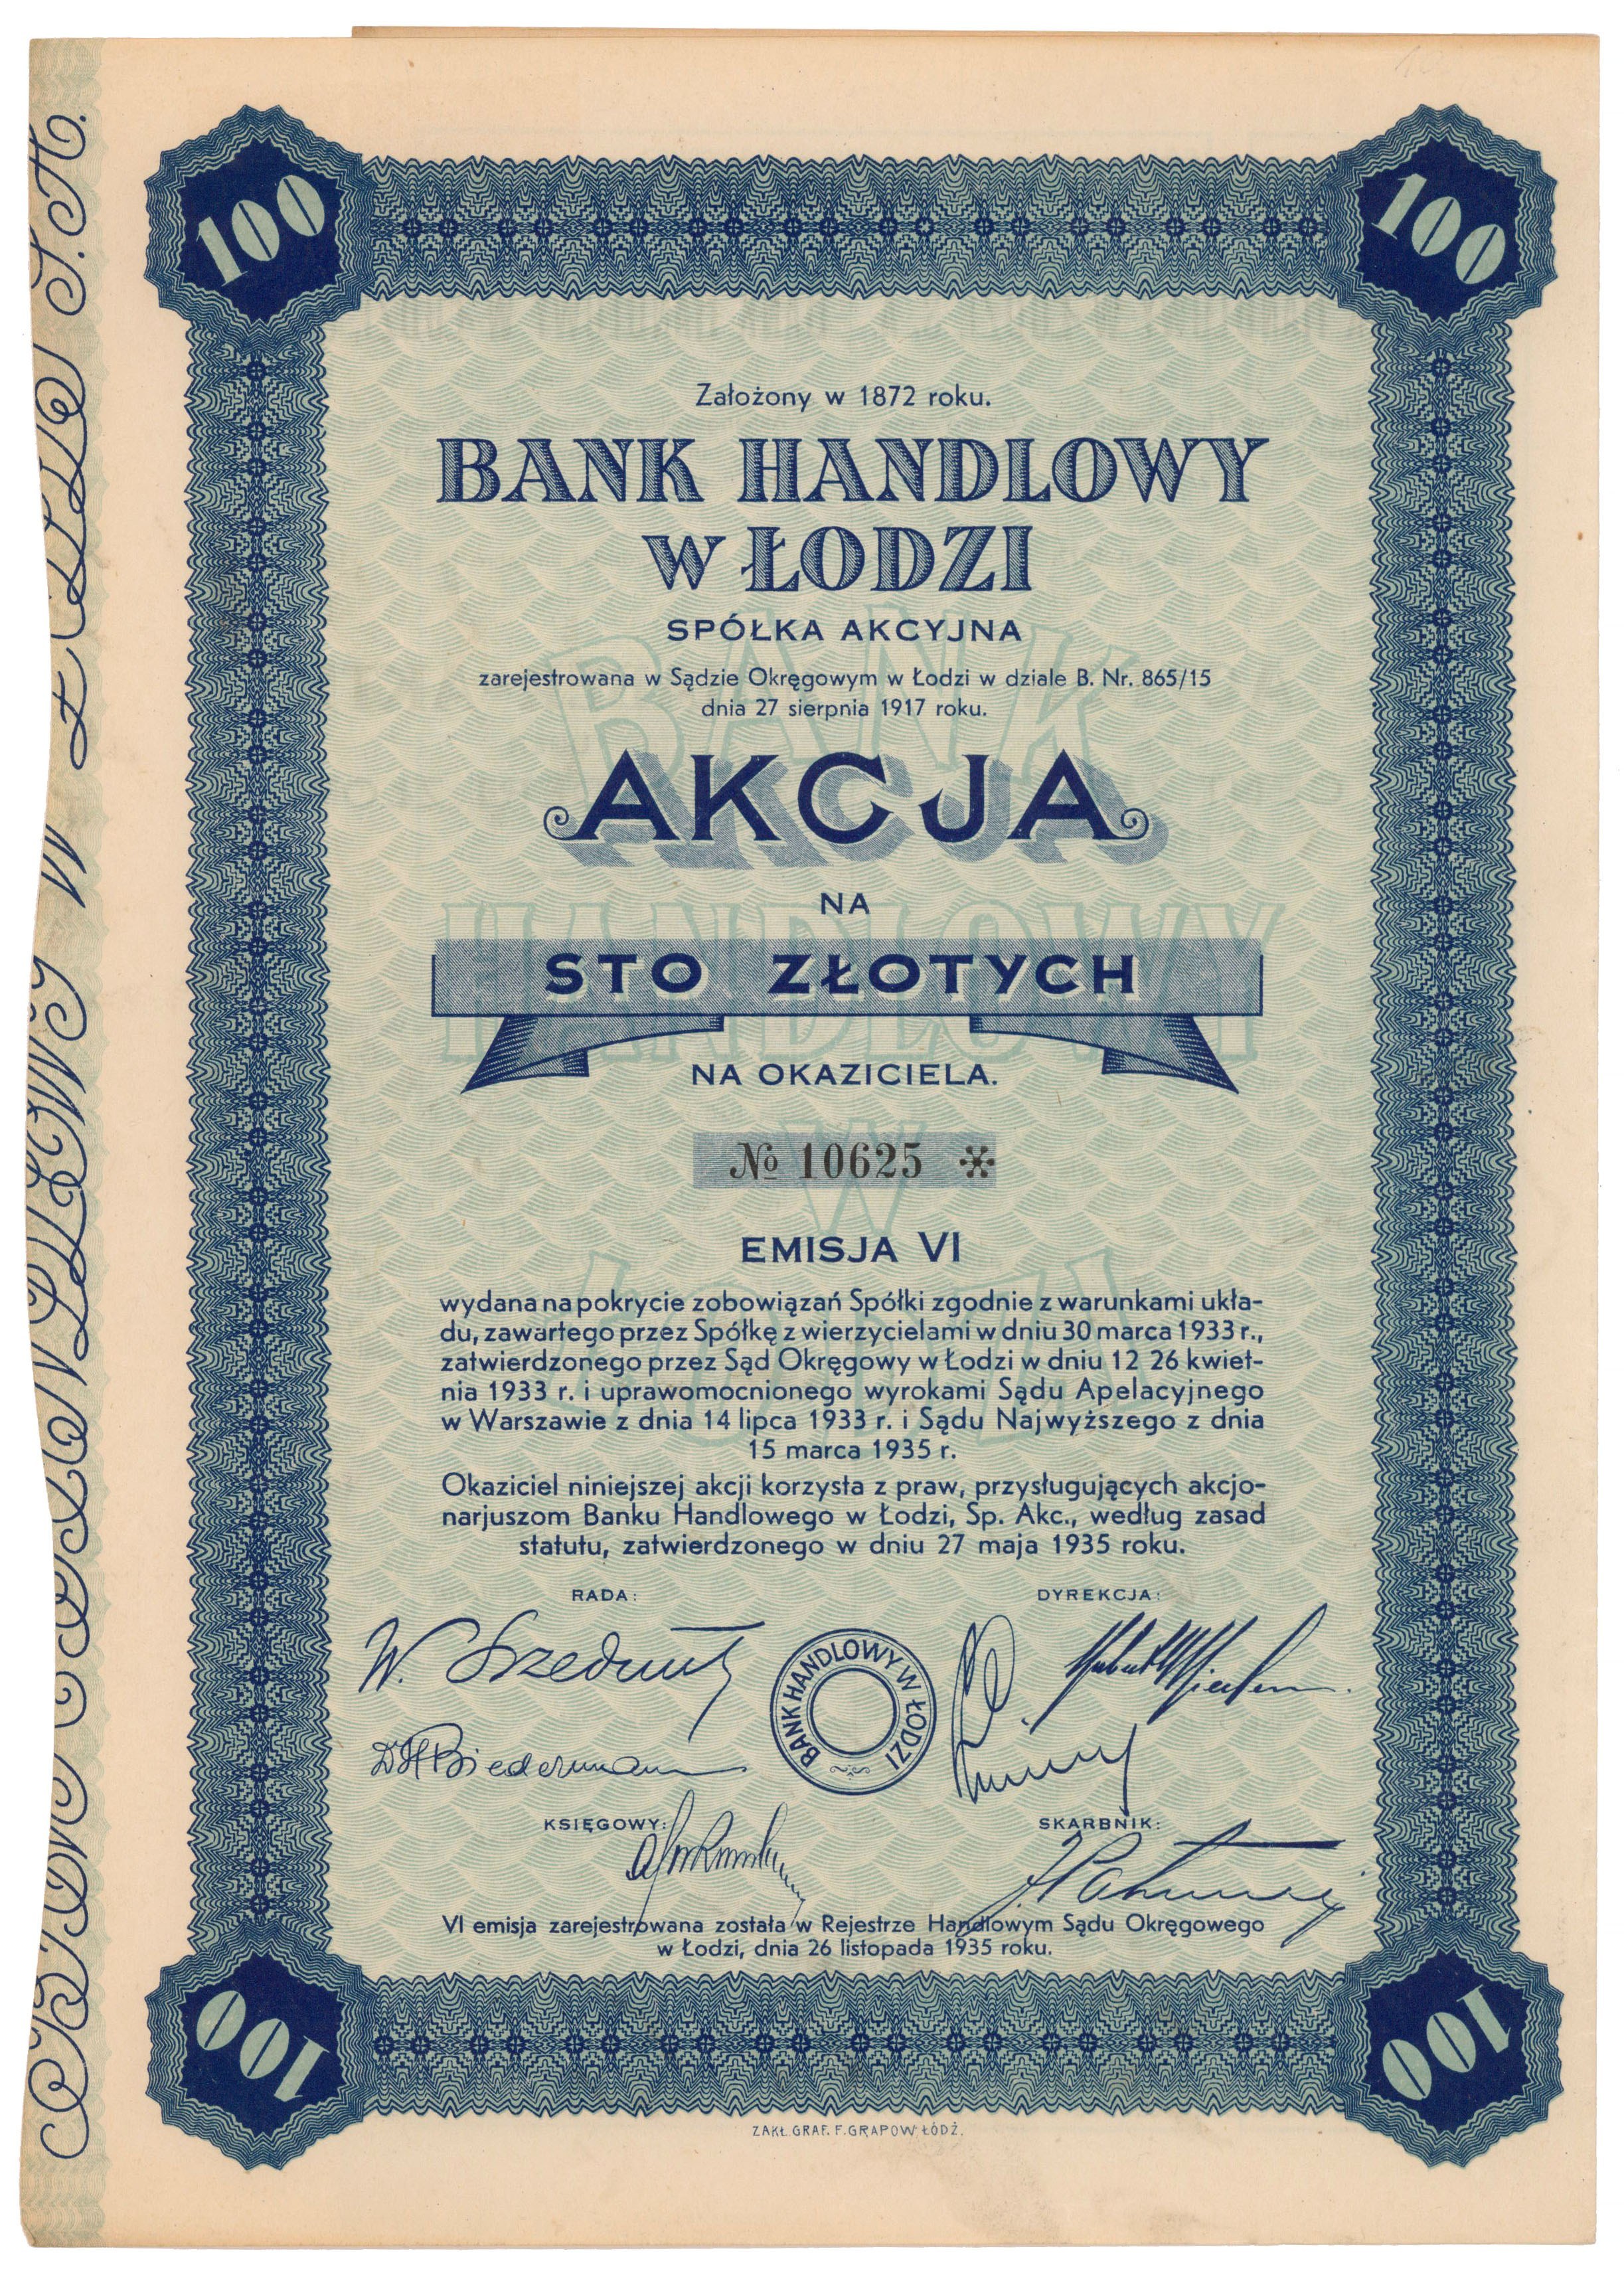 100
100
Założony w 1872 roku.
BANK HANDLOWY
W ŁODZI
SPÓŁKA AKCYJNA
zarejestrowana w Sądzie Okręgowym w Łodzi w dziale B. Nr. 865/15
dnia 27 sierpnia 1917 roku.
AKCJA
NA
STO ZŁOTYCH
NA OKAZICIELA.
№ 10625
EMISJA VI
wydana na pokrycie zobowiązań Spółki zgodnie z warunkami ukła-
du, zawartego przez Spółkę z wierzycielami w dniu 30 marca 1933 r.,
zatwierdzonego przez Sąd Okręgowy w Łodzi w dniu 12 26 kwiet-
nia 1933 r. i uprawomocnionego wyrokami Sądu Apelacyjnego
w Warszawie z dnia 14 lipca 1933 r. i Sądu Najwyższego z dnia
15 marca 1935 r.
Okaziciel niniejszej akcji korzysta z praw, przysługujących akcjo-
narjuszom Banku Handlowego w Łodzi, Sp. Akc., według zasad
statutu, zatwierdzonego w dniu 27 maja 1935 roku.
RADA:
DYREKCJA:
BANK HANDLOWY W ŁODZI
Biedermann
KSIĘGOWY:
SKARBNIK:
VI emisja zarejestrowana została w Rejestrze Handlowym Sądu Okręgowego
w Łodzi, dnia 26 listopada 1935 roku.
100
100
ZAKŁ. GRAF. F. GRAPOW ŁÓDŹ.
BANK
HANDLOWY
W
ŁODZI